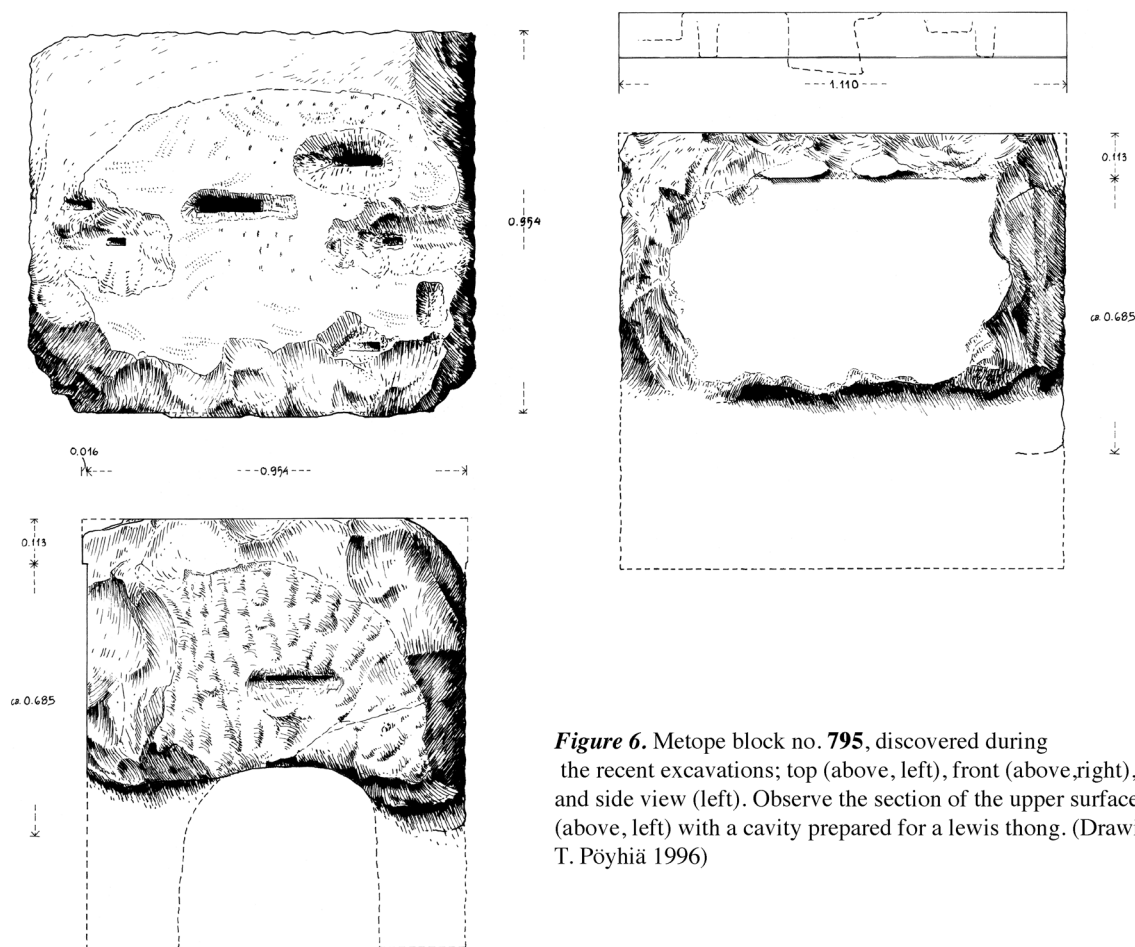 1.110
0.113
0.954
ca. 0.685
0.016
0.954
0.113
ca. 0.685
Figure 6. Metope block no. 795, discovered during
the recent excavations; top (above, left), front (above,right),
and side view (left). Observe the section of the upper surface
(above, left) with a cavity prepared for a lewis thong. (Drawi
T. Pöyhiä 1996)